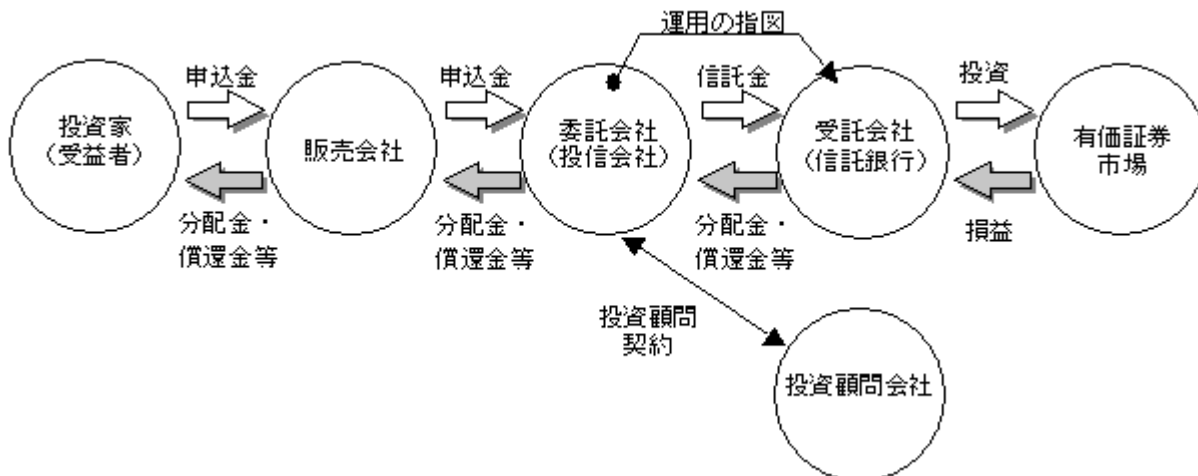 運用の指図
申込金
申込金
信託金
投資
投資家
(受益者)
販売会社
委託会社
(投信会社)
受託会社
(信託銀行)
有価証券
市場
分配金・
償還金等
分配金・
償還金等
分配金・
償還金等
損益
投資顧問
契約
投資顧問会社